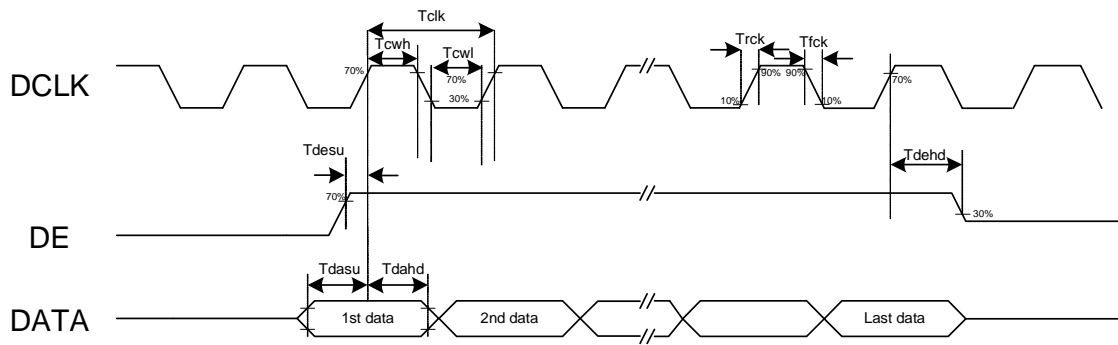 Tclk
Tcwh
Tcwl
Trck
Tfck
DCLK
70%
70%
30%
90%
90%
10%
10%
70%
Tdesu
Tdehd
70%
DE
30%
Tdasu
Tdahd
DATA
1st data
2nd data
Last data